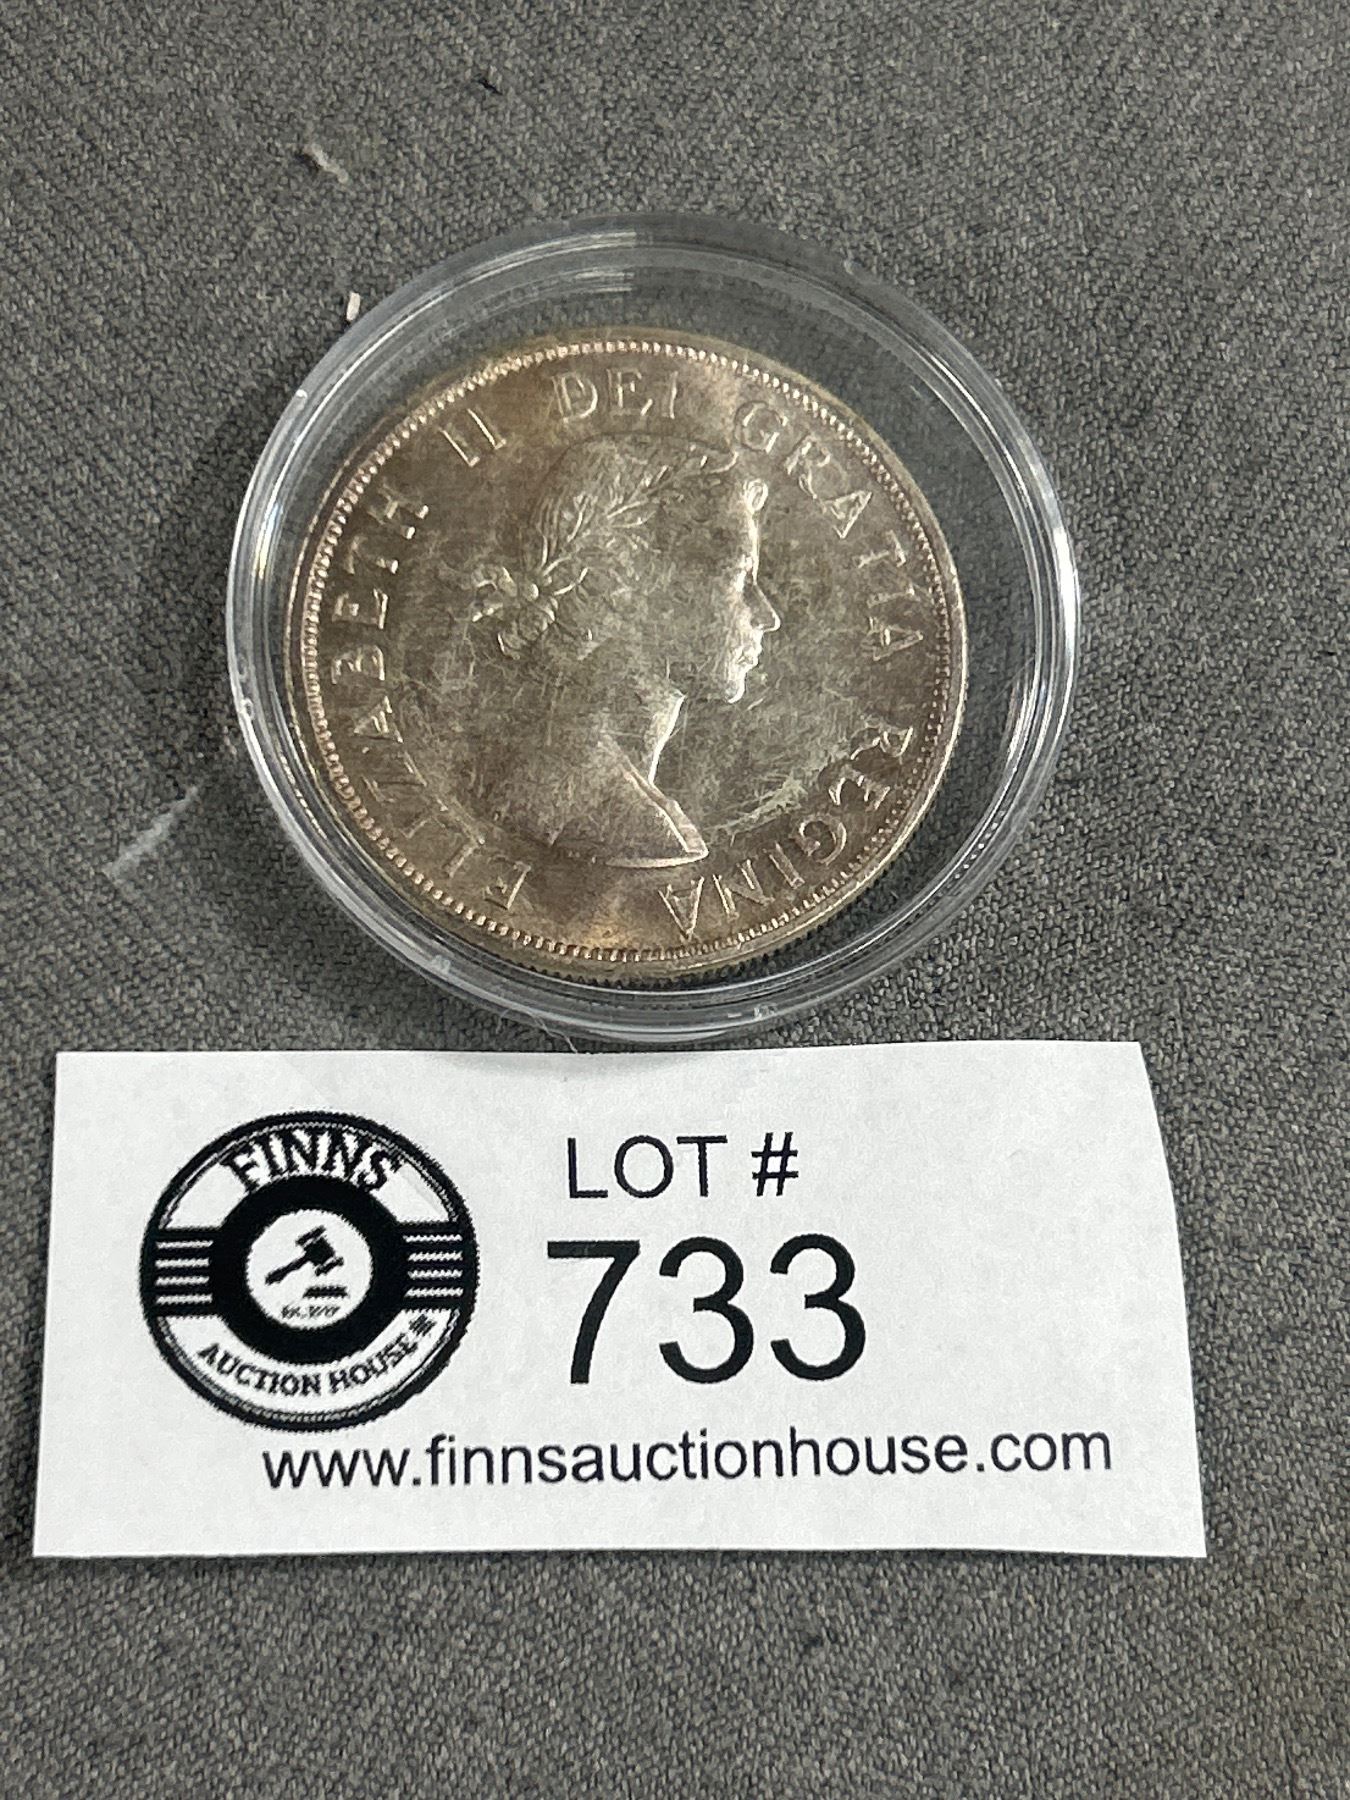 ELIZABETH II DEI GRATIA REGINA
FINNS
AUCTION HOUSE
LOT #
733
www.finnsauctionhouse.com